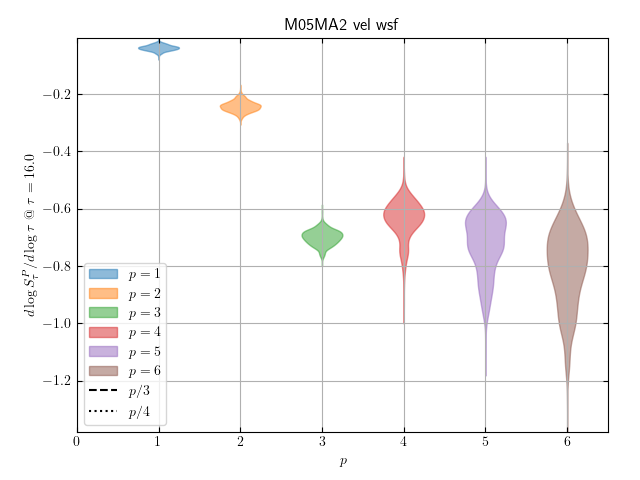 M05MA2 vel wsf
d log S_τ^P / d log τ @ τ = 16.0
−0.2
−0.4
−0.6
−0.8
−1.0
−1.2
p = 1
p = 2
p = 3
p = 4
p = 5
p = 6
p/3
p/4
0 1 2 3 4 5 6
p